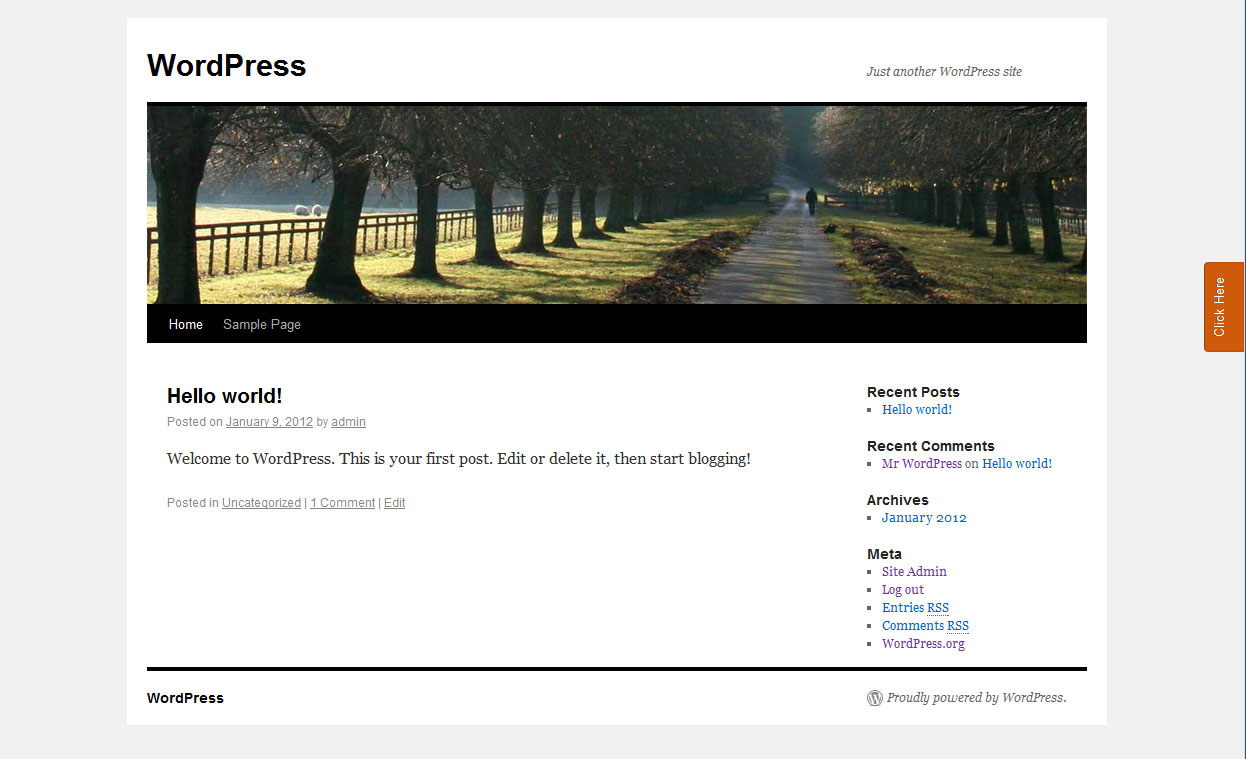 WordPress
Just another WordPress site
Home Sample Page
Click Here
Hello world!
Posted on January 9, 2012 by admin
Welcome to WordPress. This is your first post. Edit or delete it, then start blogging!
Posted in Uncategorized | 1 Comment | Edit
Recent Posts
Hello world!
Recent Comments
Mr WordPress on Hello world!
Archives
January 2012
Meta
Site Admin
Log out
Entries RSS
Comments RSS
WordPress.org
WordPress
Proudly powered by WordPress.